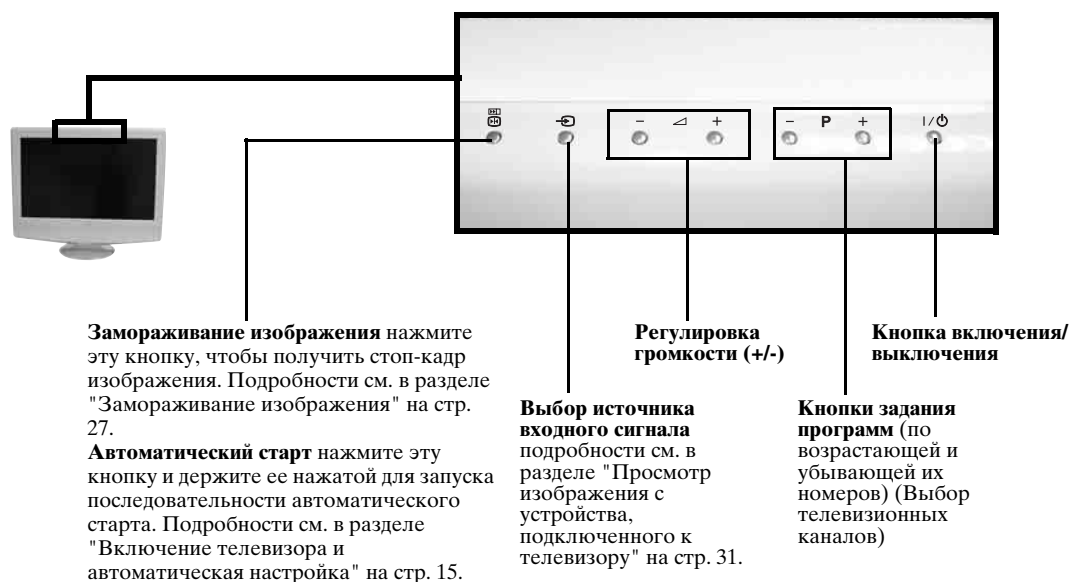 - + - P + I/⏻
Замораживание изображения нажмите
эту кнопку, чтобы получить стоп-кадр
изображения. Подробности см. в разделе
"Замораживание изображения" на стр.
27.
Автоматический старт нажмите эту
кнопку и держите ее нажатой для запуска
последовательности автоматического
старта. Подробности см. в разделе
"Включение телевизора и
автоматическая настройка" на стр. 15.
Выбор источника
входного сигнала
подробности см. в
разделе "Просмотр
изображения с
устройства,
подключенного к
телевизору" на стр. 31.
Регулировка
громкости (+/-)
Кнопки задания
программ (по
возрастающей и
убывающей их
номеров) (Выбор
телевизионных
каналов)
Кнопка включения/
выключения